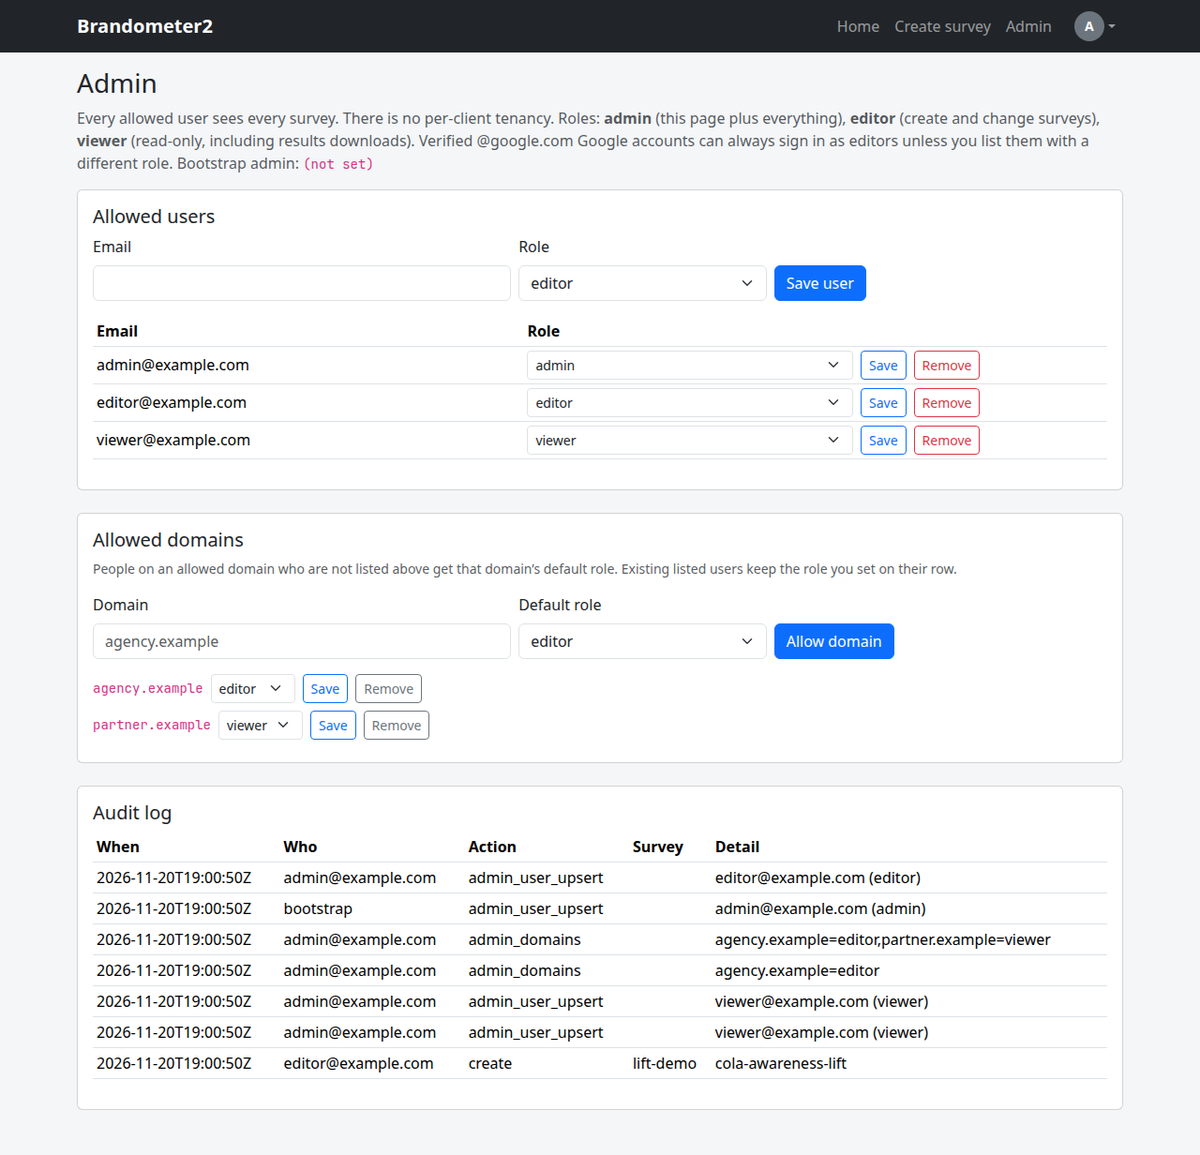 Brandometer2
Home Create survey Admin A
Admin
Every allowed user sees every survey. There is no per-client tenancy. Roles: admin (this page plus everything), editor (create and change surveys),
viewer (read-only, including results downloads). Verified @google.com Google accounts can always sign in as editors unless you list them with a
different role. Bootstrap admin: (not set)
Allowed users
Email Role
editor Save user
Email Role
admin@example.com admin Save Remove
editor@example.com editor Save Remove
viewer@example.com viewer Save Remove
Allowed domains
People on an allowed domain who are not listed above get that domain's default role. Existing listed users keep the role you set on their row.
Domain Default role
agency.example editor Allow domain
agency.example editor Save Remove
partner.example viewer Save Remove
Audit log
When Who Action Survey Detail
2026-11-20T19:00:50Z admin@example.com admin_user_upsert editor@example.com (editor)
2026-11-20T19:00:50Z bootstrap admin_user_upsert admin@example.com (admin)
2026-11-20T19:00:50Z admin@example.com admin_domains agency.example=editor,partner.example=viewer
2026-11-20T19:00:50Z admin@example.com admin_domains agency.example=editor
2026-11-20T19:00:50Z admin@example.com admin_user_upsert viewer@example.com (viewer)
2026-11-20T19:00:50Z admin@example.com admin_user_upsert viewer@example.com (viewer)
2026-11-20T19:00:50Z editor@example.com create lift-demo cola-awareness-lift